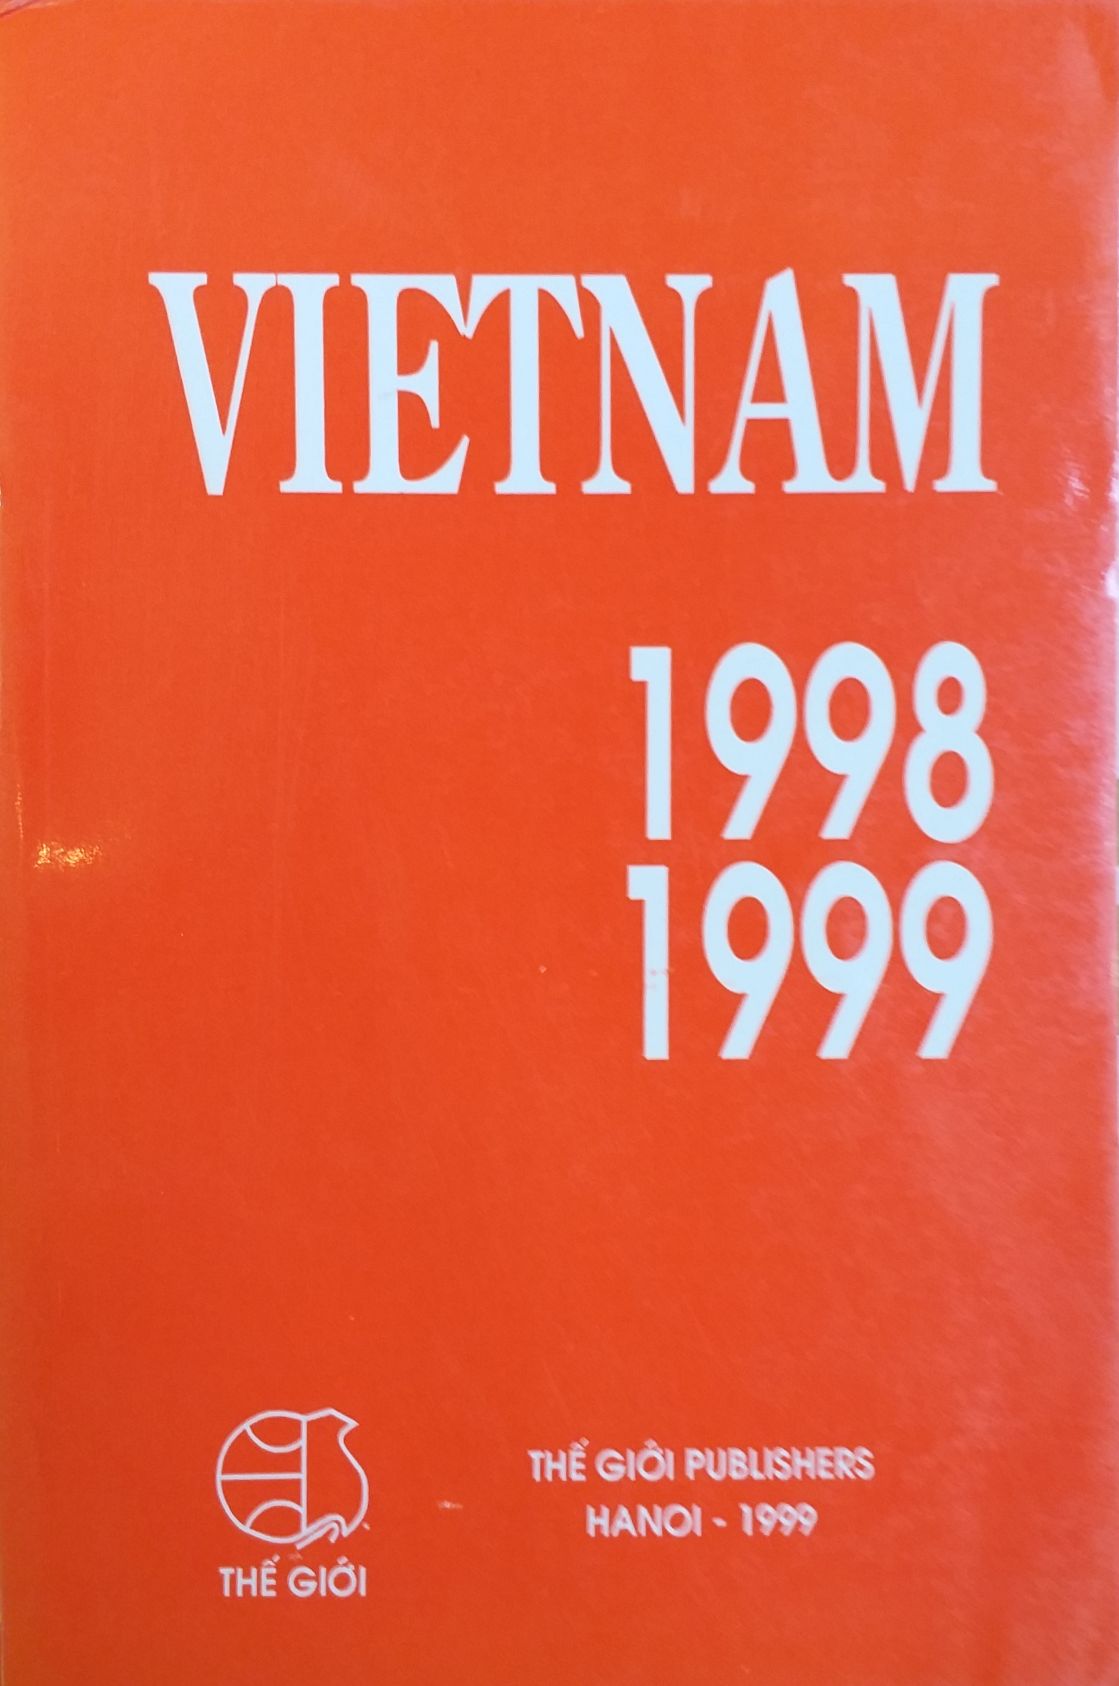 VIETNAM
1998
1999
THẾ GIỚI PUBLISHERS
HANOI - 1999
THẾ GIỚI